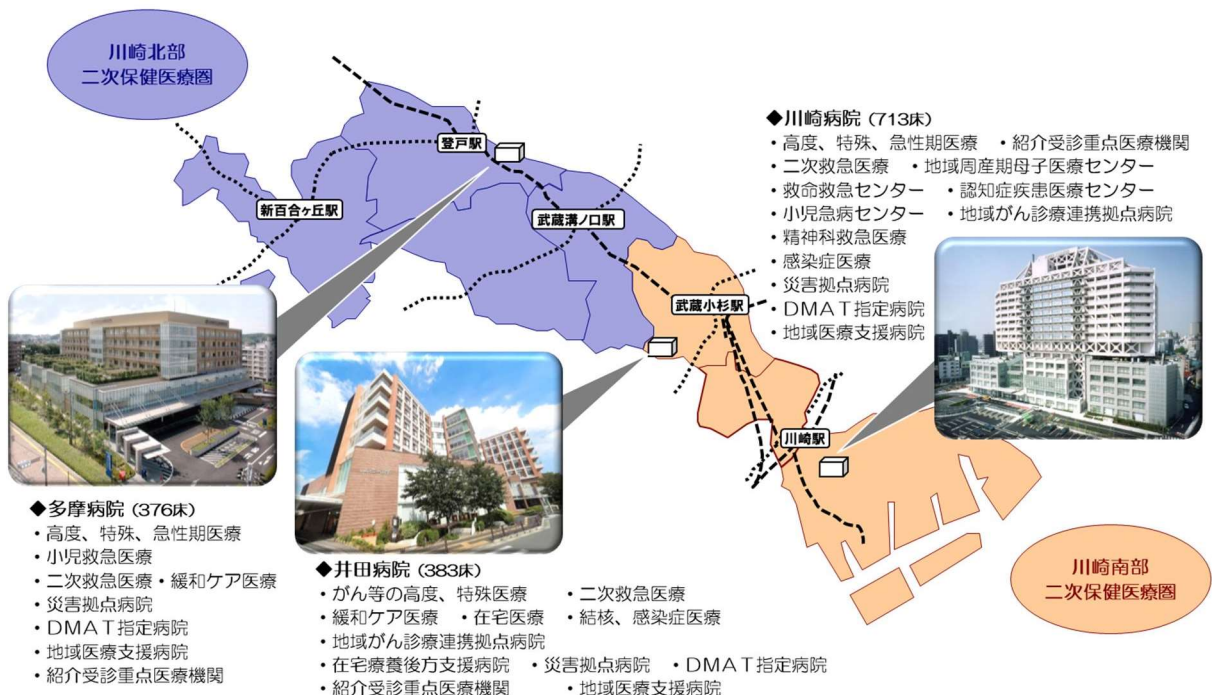 川崎北部
二次保健医療圏
登戸駅
新百合ヶ丘駅
武蔵溝ノ口駅
武蔵小杉駅
川崎駅
◆川崎病院（713床）
・高度、特殊、急性期医療　・紹介受診重点医療機関
・二次救急医療　・地域周産期母子医療センター
・救命救急センター　・認知症疾患医療センター
・小児急病センター　・地域がん診療連携拠点病院
・精神科救急医療
・感染症医療
・災害拠点病院
・DMAT指定病院
・地域医療支援病院
◆多摩病院（376床）
・高度、特殊、急性期医療
・小児救急医療
・二次救急医療・緩和ケア医療
・災害拠点病院
・DMAT指定病院
・地域医療支援病院
・紹介受診重点医療機関
◆井田病院（383床）
・がん等の高度、特殊医療　・二次救急医療
・緩和ケア医療　・在宅医療　・結核、感染症医療
・地域がん診療連携拠点病院
・在宅療養後方支援病院　・災害拠点病院　・DMAT指定病院
・紹介受診重点医療機関　・地域医療支援病院
川崎南部
二次保健医療圏